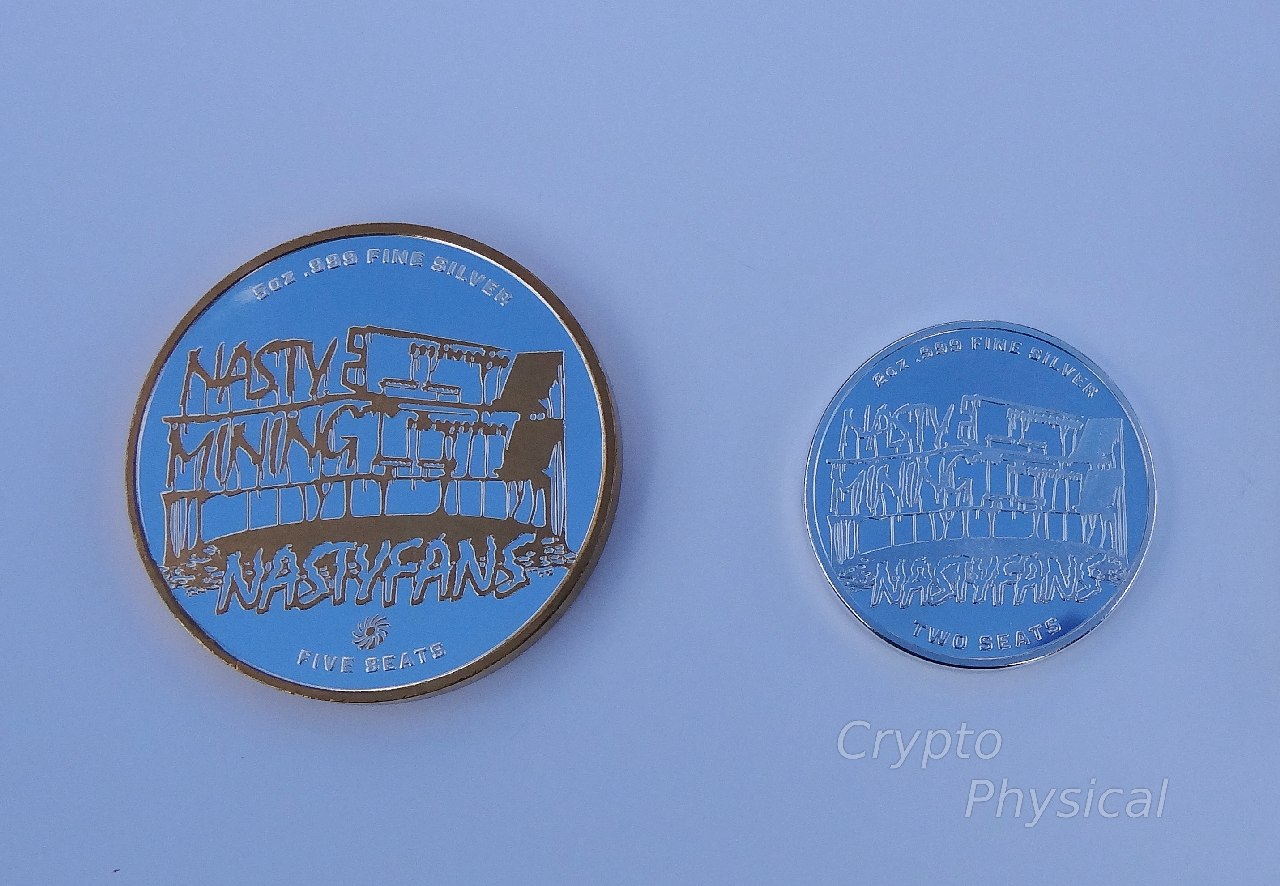 5oz .999 FINE SILVER
NASTY
MINING
NASTYFANS
FIVE SEATS
2oz .999 FINE SILVER
NASTY
MINING
NASTYFANS
TWO SEATS
Crypto
Physical